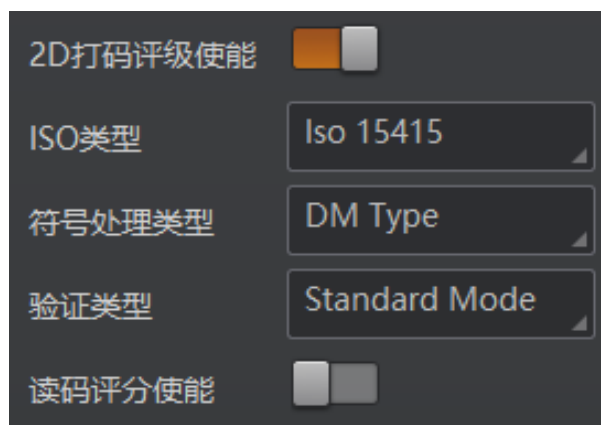 2D打码评级使能
ISO类型 Iso 15415
符号处理类型 DM Type
验证类型 Standard Mode
读码评分使能